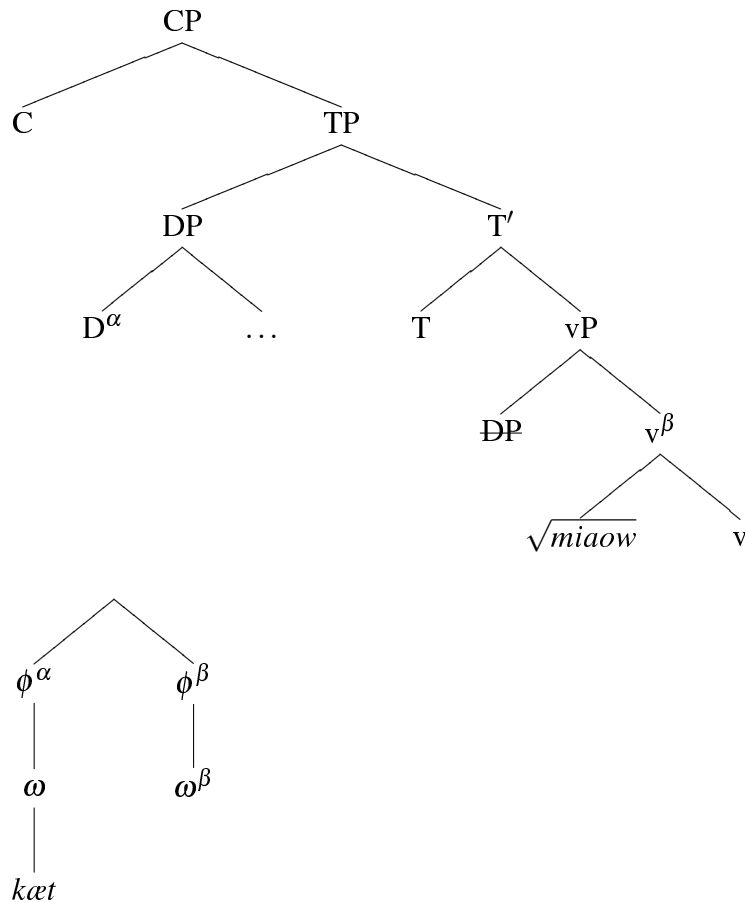 CP
C TP
DP T′
D^α … T vP
DP v^β
√miaow v
ϕ^α ϕ^β
ω ω^β
kæt